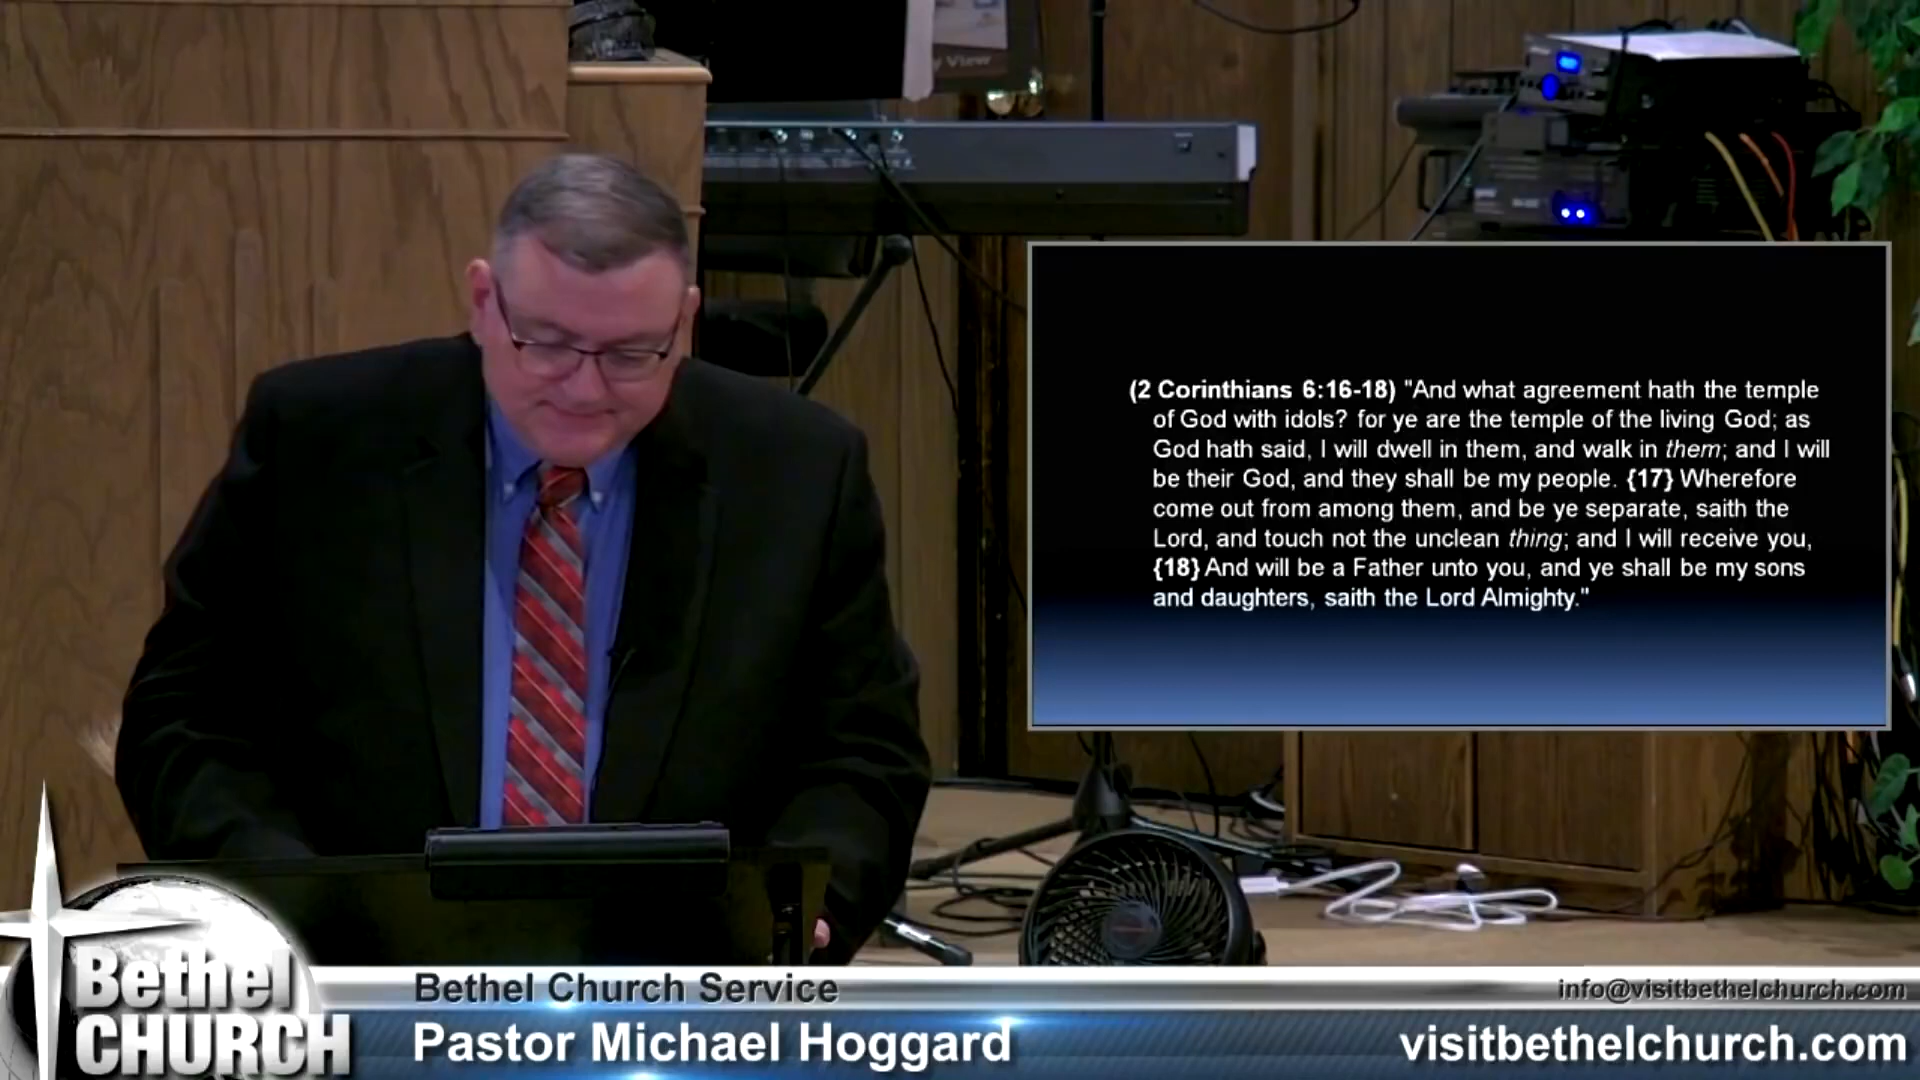 y View
(2 Corinthians 6:16-18) "And what agreement hath the temple
of God with idols? for ye are the temple of the living God; as
God hath said, I will dwell in them, and walk in them; and I will
be their God, and they shall be my people. {17} Wherefore
come out from among them, and be ye separate, saith the
Lord, and touch not the unclean thing; and I will receive you,
{18} And will be a Father unto you, and ye shall be my sons
and daughters, saith the Lord Almighty."
Bethel
CHURCH
Bethel Church Service
Pastor Michael Hoggard
info@visitbethelchurch.com
visitbethelchurch.com